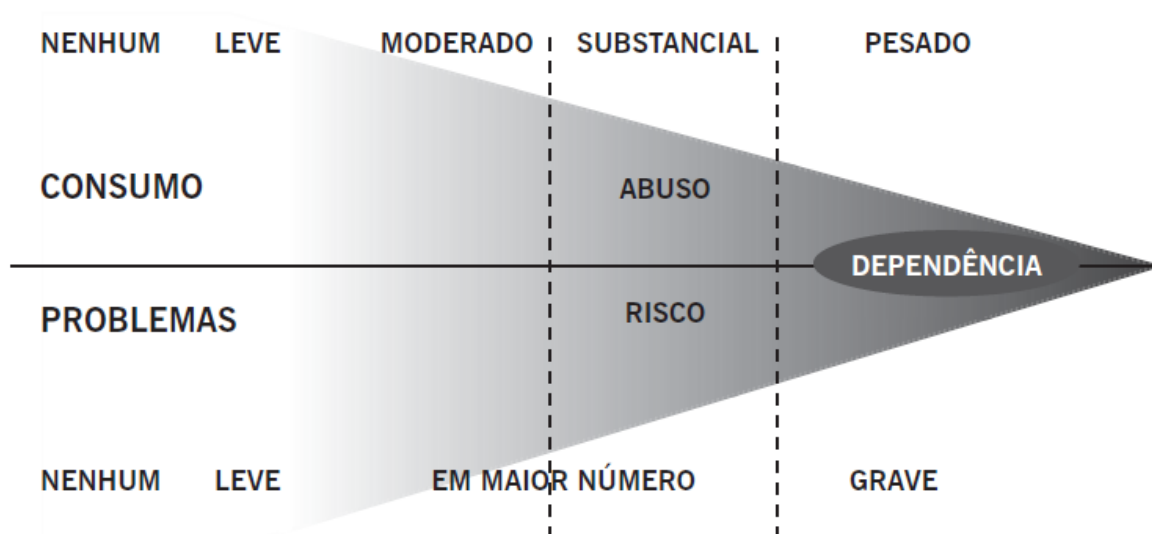 NENHUM LEVE MODERADO SUBSTANCIAL PESADO
CONSUMO ABUSO
DEPENDÊNCIA
PROBLEMAS RISCO
NENHUM LEVE EM MAIOR NÚMERO GRAVE